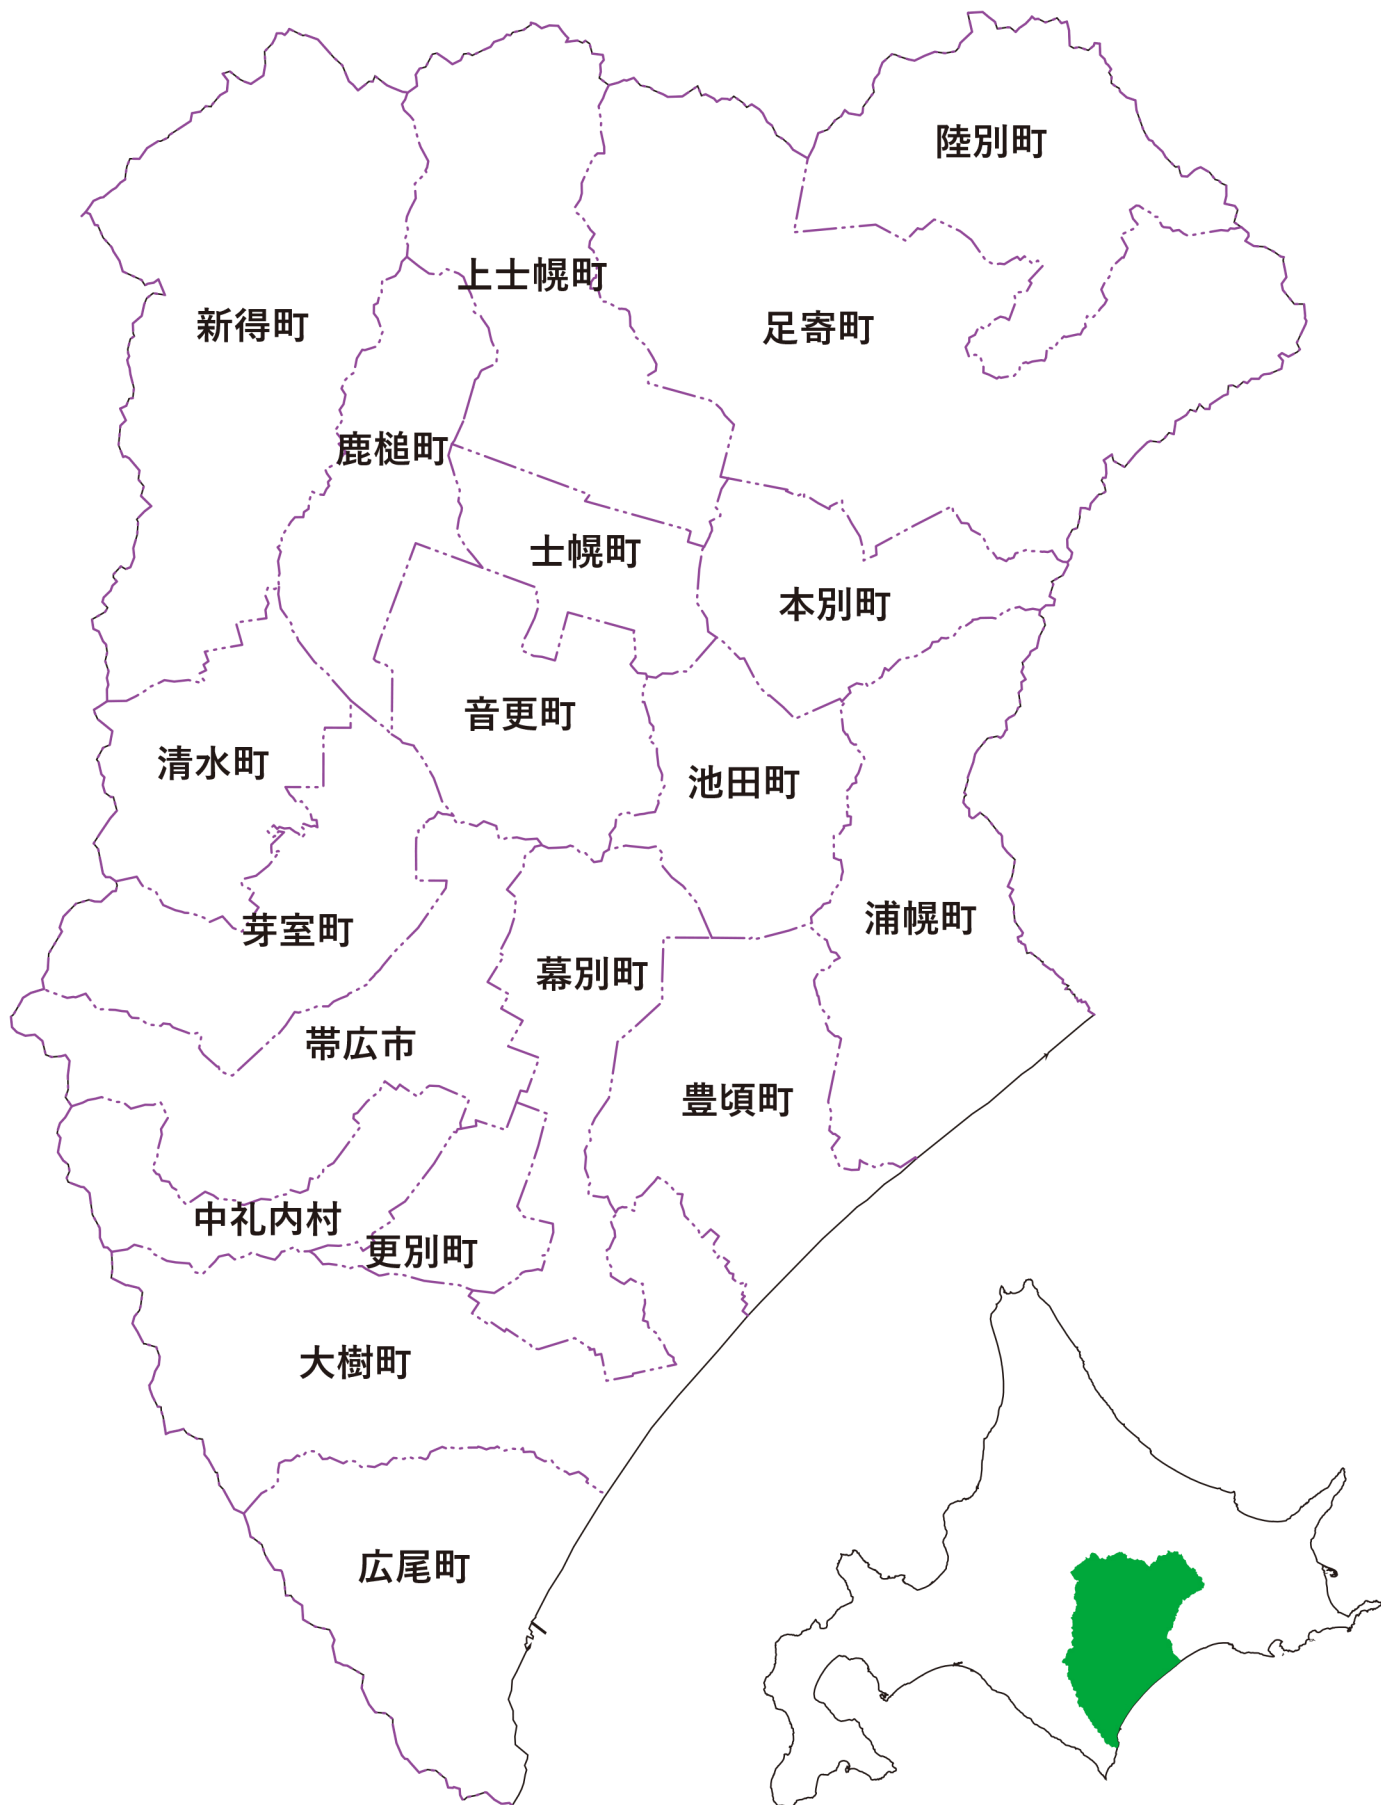 陸別町
上士幌町
新得町
足寄町
鹿槌町
士幌町
本別町
音更町
清水町
池田町
浦幌町
芽室町
幕別町
帯広市
豊頃町
中礼内村
更別町
大樹町
広尾町